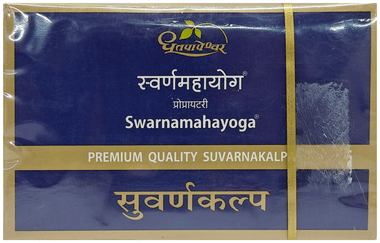 धूतपापेश्वर
स्वर्णमहायोग®
प्रोप्रायटरी
Swarnamahayoga®
PREMIUM QUALITY SUVARNAKALP
सुवर्णकल्प